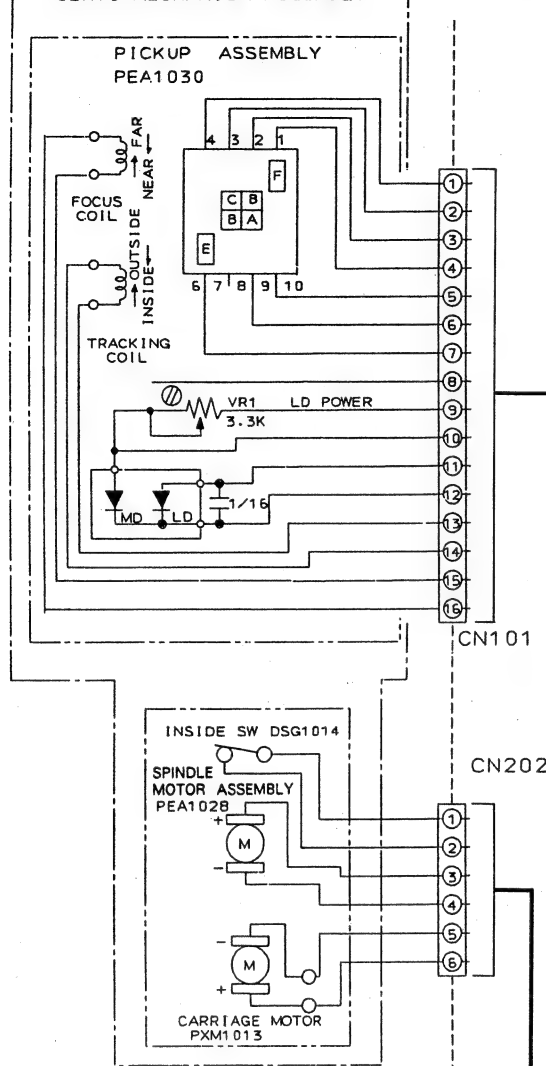 PICKUP ASSEMBLY
PEA1030
4 3 2 1
FAR
NEAR
F
C B
B A
E
FOCUS
COIL
OUTSIDE
INSIDE
6 7 8 9 10
TRACKING
COIL
VR1 LD POWER
3.3K
1/16
MD LD
1
2
3
4
5
6
7
8
9
10
11
12
13
14
15
16
CN101
INSIDE SW DSG1014
SPINDLE
MOTOR ASSEMBLY
PEA1028
+
M
-
-
M
+
CARRIAGE MOTOR
PXM1013
CN202
1
2
3
4
5
6